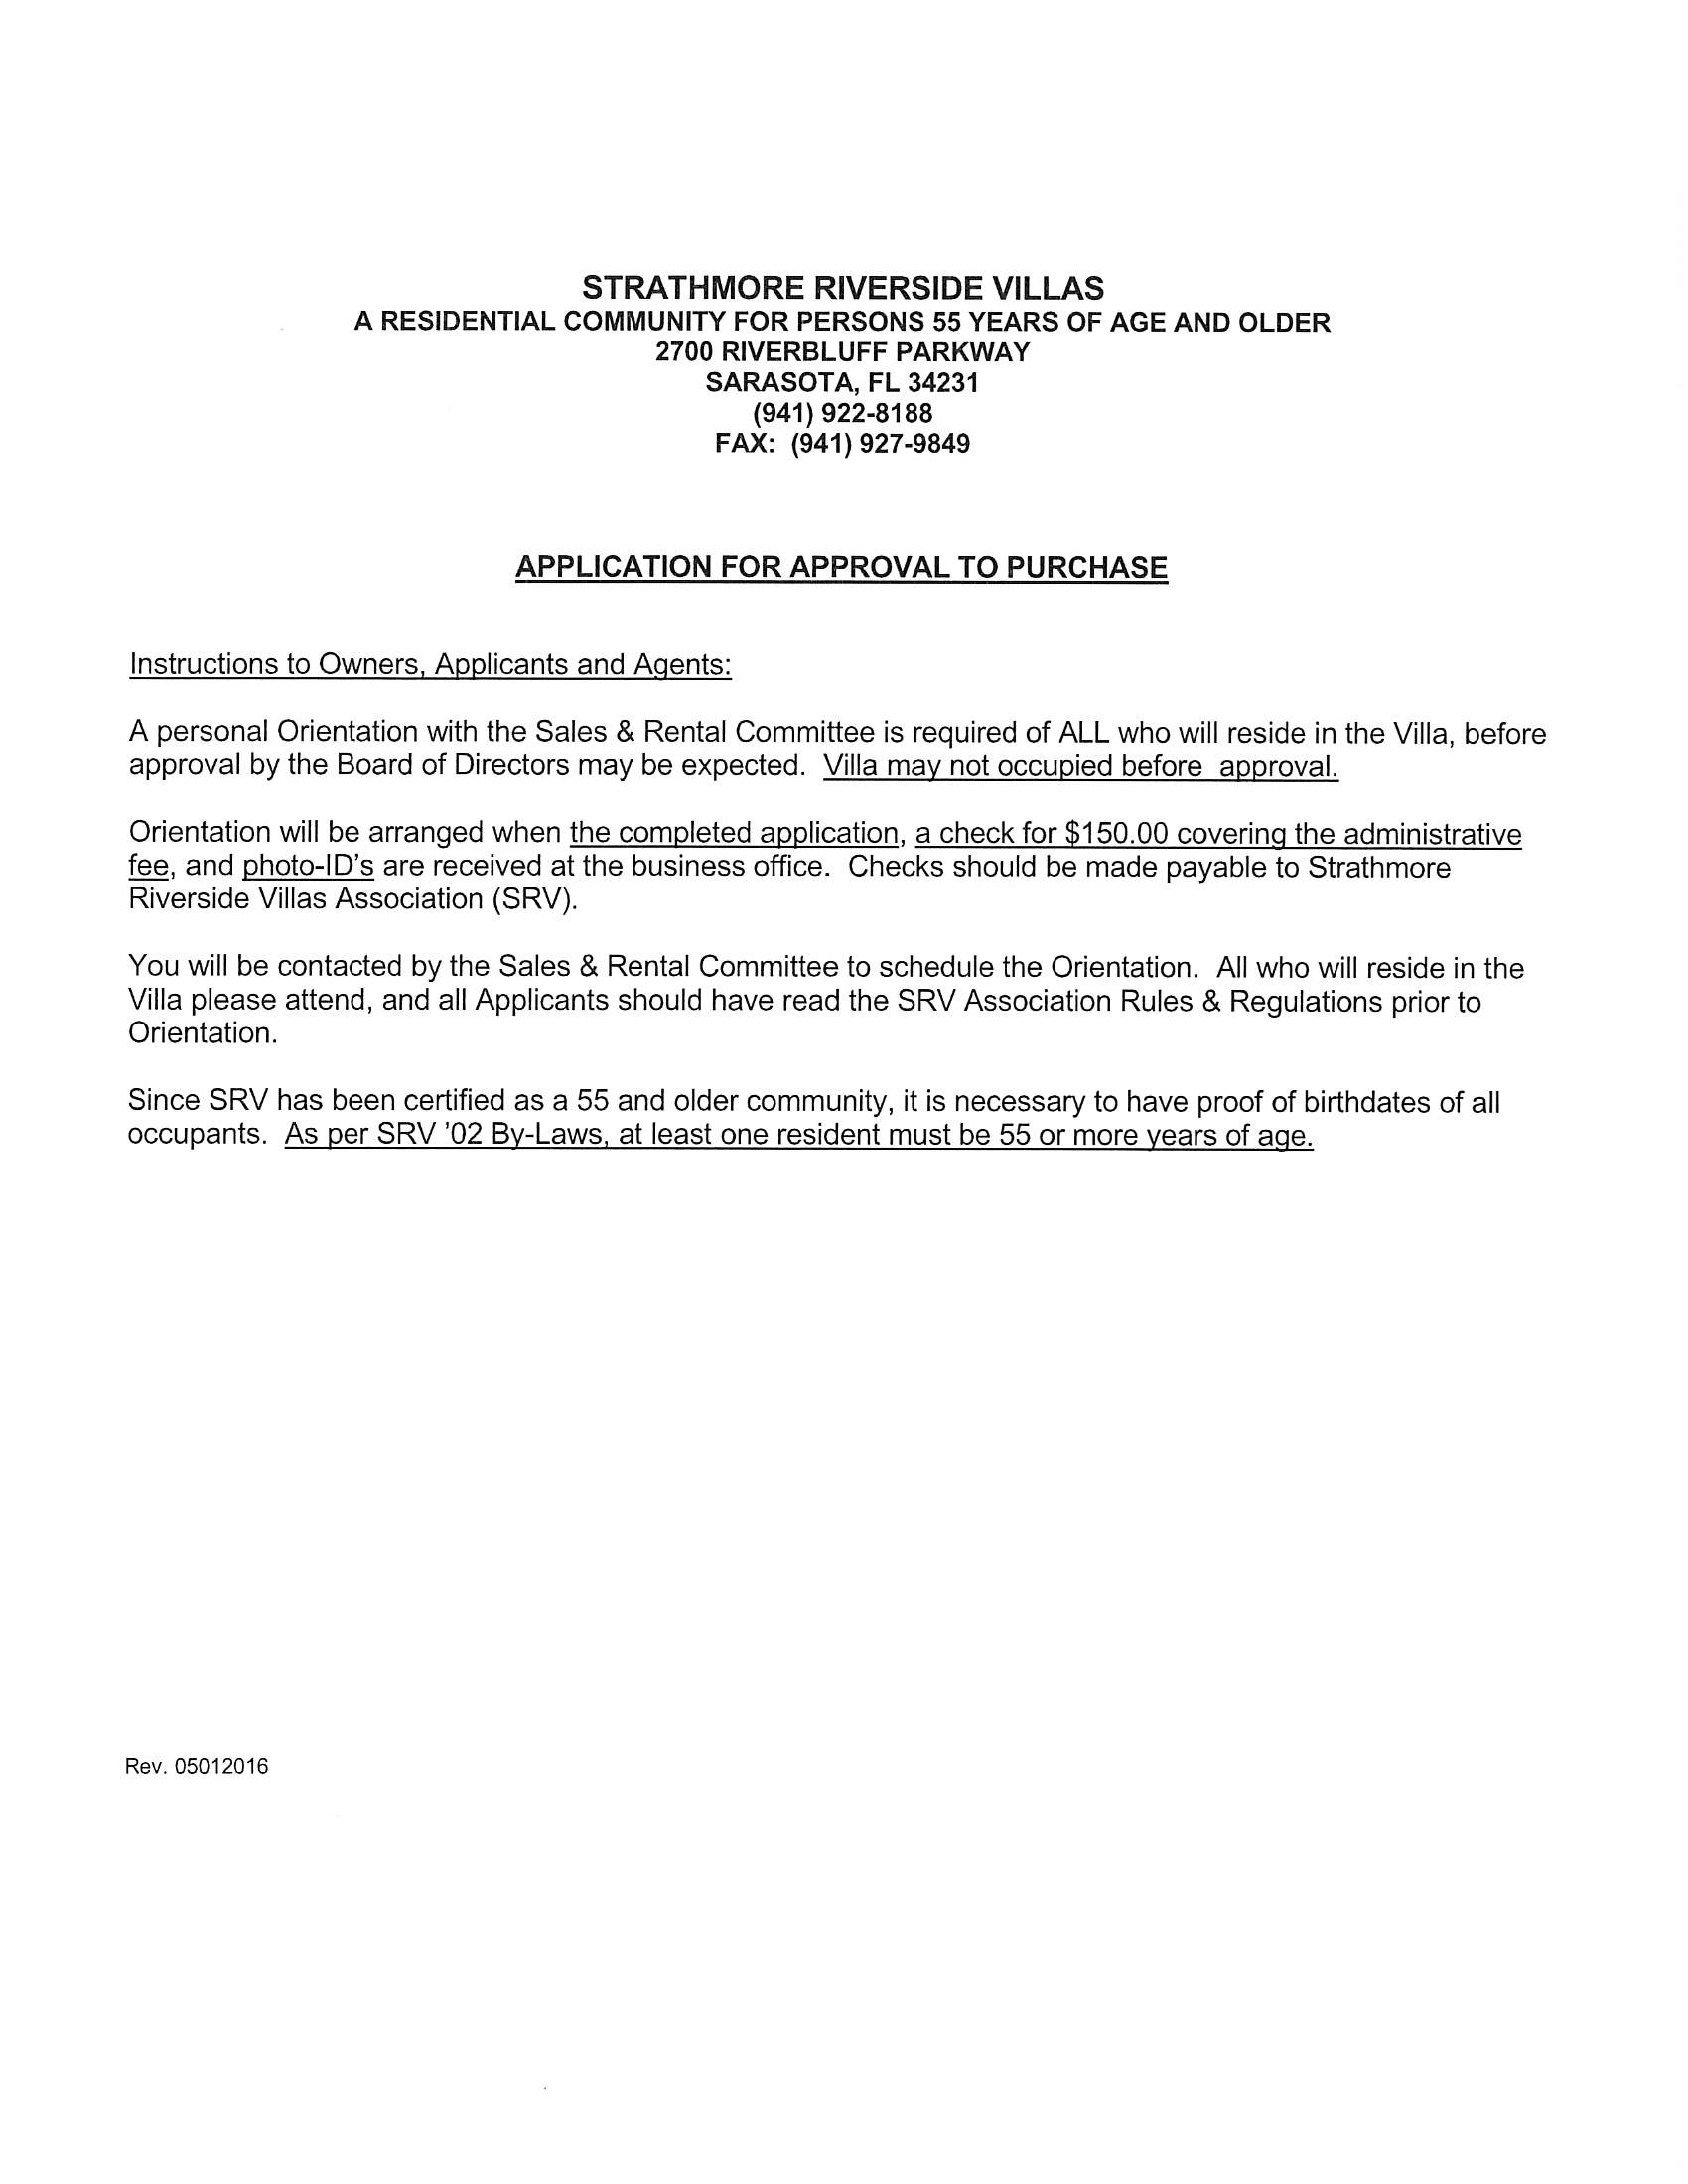 STRATHMORE RIVERSIDE VILLAS
A RESIDENTIAL COMMUNITY FOR PERSONS 55 YEARS OF AGE AND OLDER
2700 RIVERBLUFF PARKWAY
SARASOTA, FL 34231
(941) 922-8188
FAX: (941) 927-9849
APPLICATION FOR APPROVAL TO PURCHASE
Instructions to Owners, Applicants and Agents:
A personal Orientation with the Sales & Rental Committee is required of ALL who will reside in the Villa, before
approval by the Board of Directors may be expected. Villa may not occupied before approval.
Orientation will be arranged when the completed application, a check for $150.00 covering the administrative
fee, and photo-ID's are received at the business office. Checks should be made payable to Strathmore
Riverside Villas Association (SRV).
You will be contacted by the Sales & Rental Committee to schedule the Orientation. All who will reside in the
Villa please attend, and all Applicants should have read the SRV Association Rules & Regulations prior to
Orientation.
Since SRV has been certified as a 55 and older community, it is necessary to have proof of birthdates of all
occupants. As per SRV '02 By-Laws, at least one resident must be 55 or more years of age.
Rev. 05012016